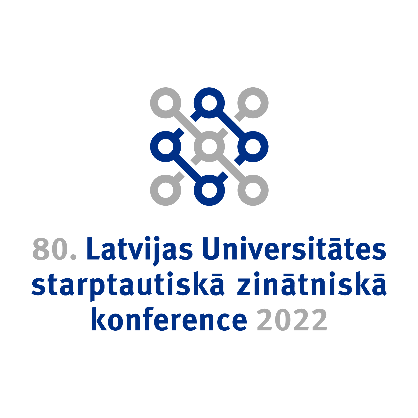 80. Latvijas Universitātes
starptautiskā zinātniskā
konference 2022